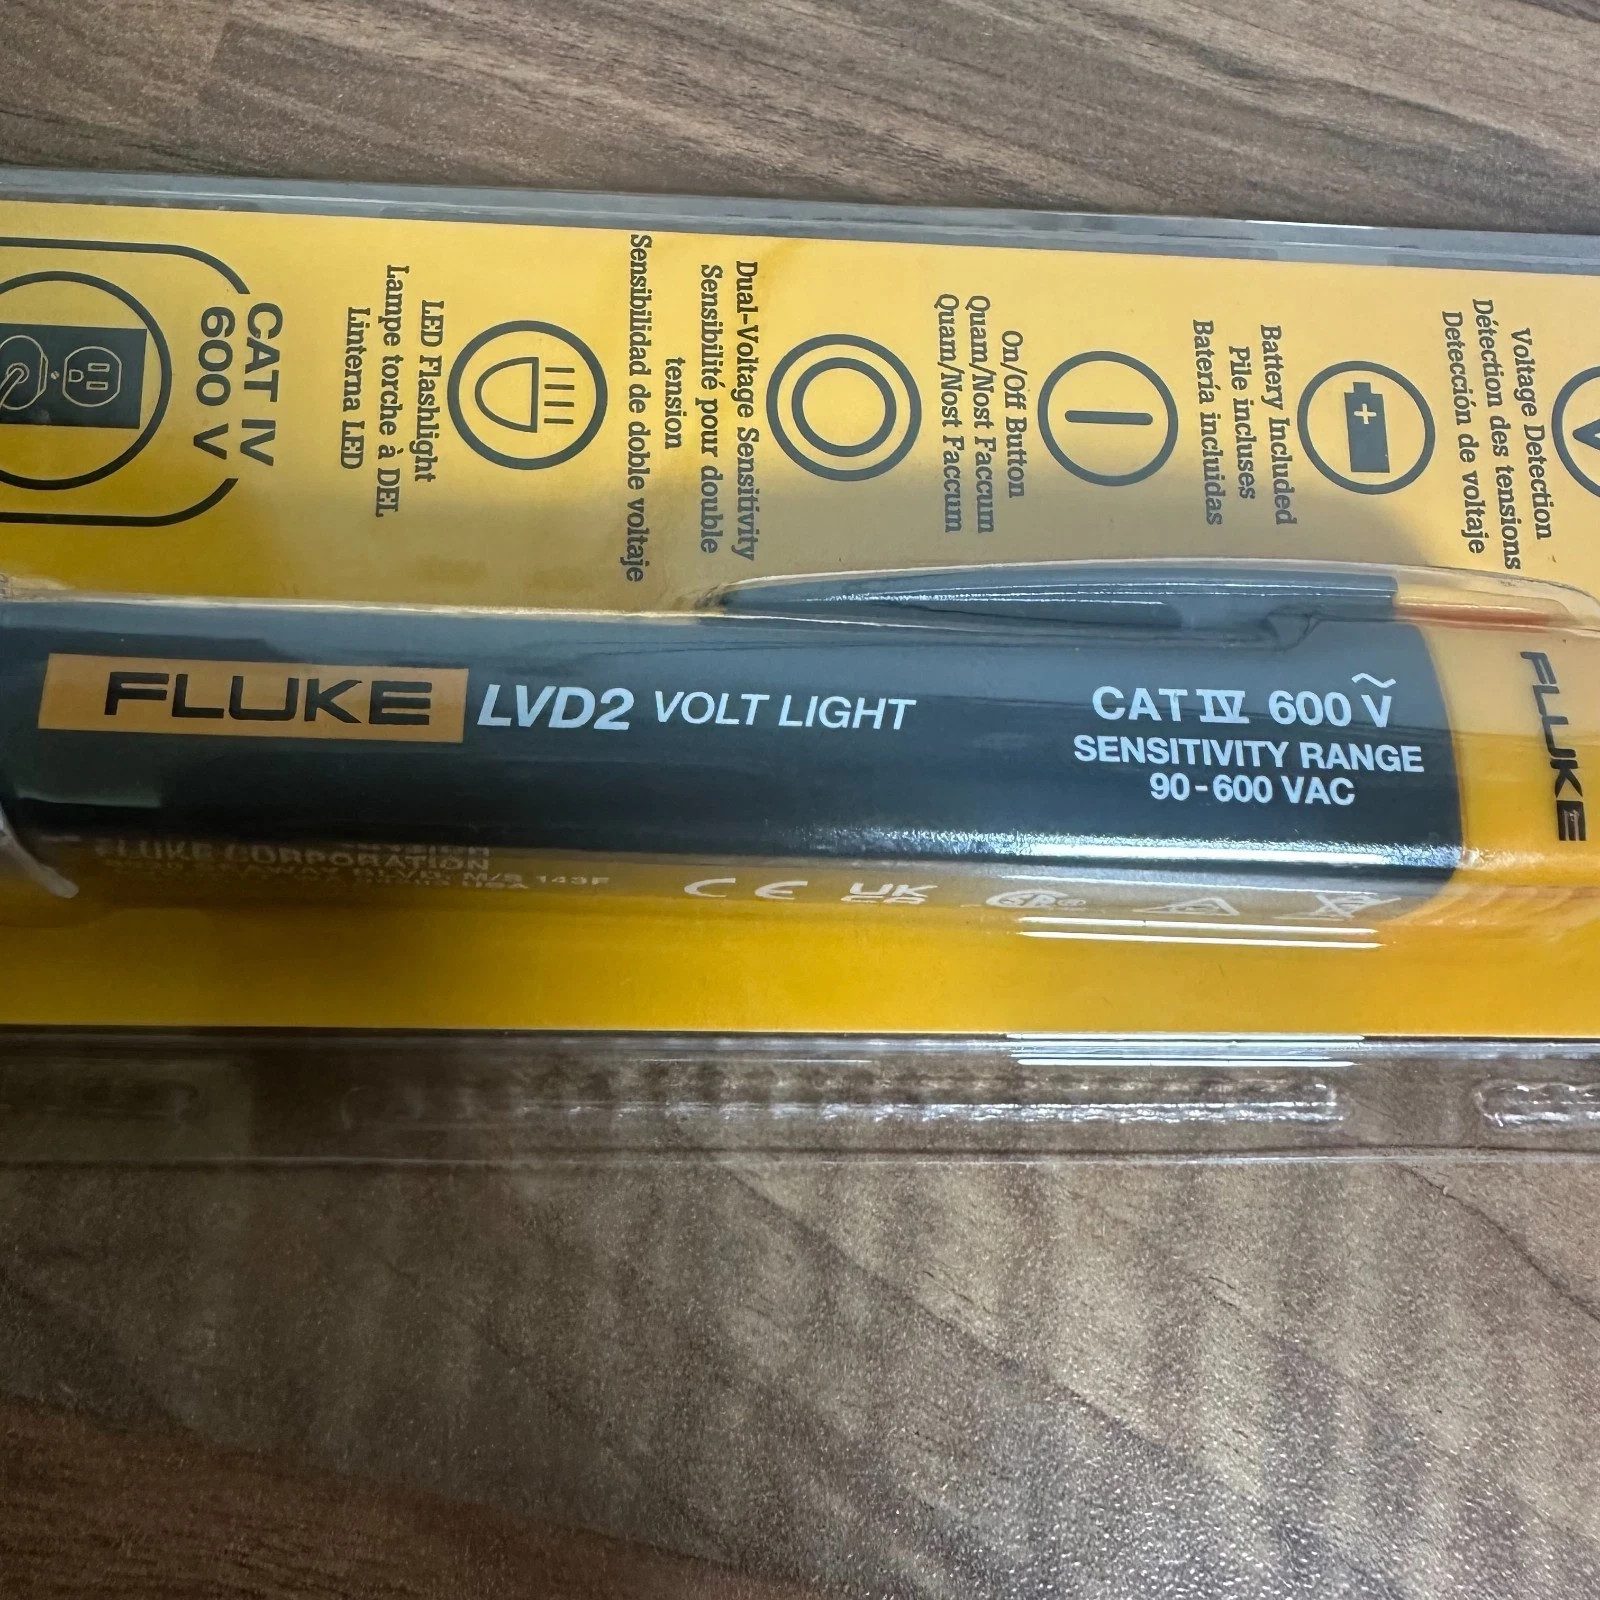 FLUKE LVD2 VOLT LIGHT
CAT IV 600 V
SENSITIVITY RANGE
90-600 VAC
FLUKE
FLUKE CORPORATION
CE
UK
CA
Voltage Detection
Détection des tensions
Detección de voltaje
Battery Included
Pile incluses
Batería incluidas
On/Off Button
Quam/Nost Faccum
Quam/Nost Faccum
Dual-Voltage Sensitivity
Sensibilité pour double
tension
Sensibilidad de doble voltaje
LED Flashlight
Lampe torche à DEL
Linterna LED
CAT IV
600 V